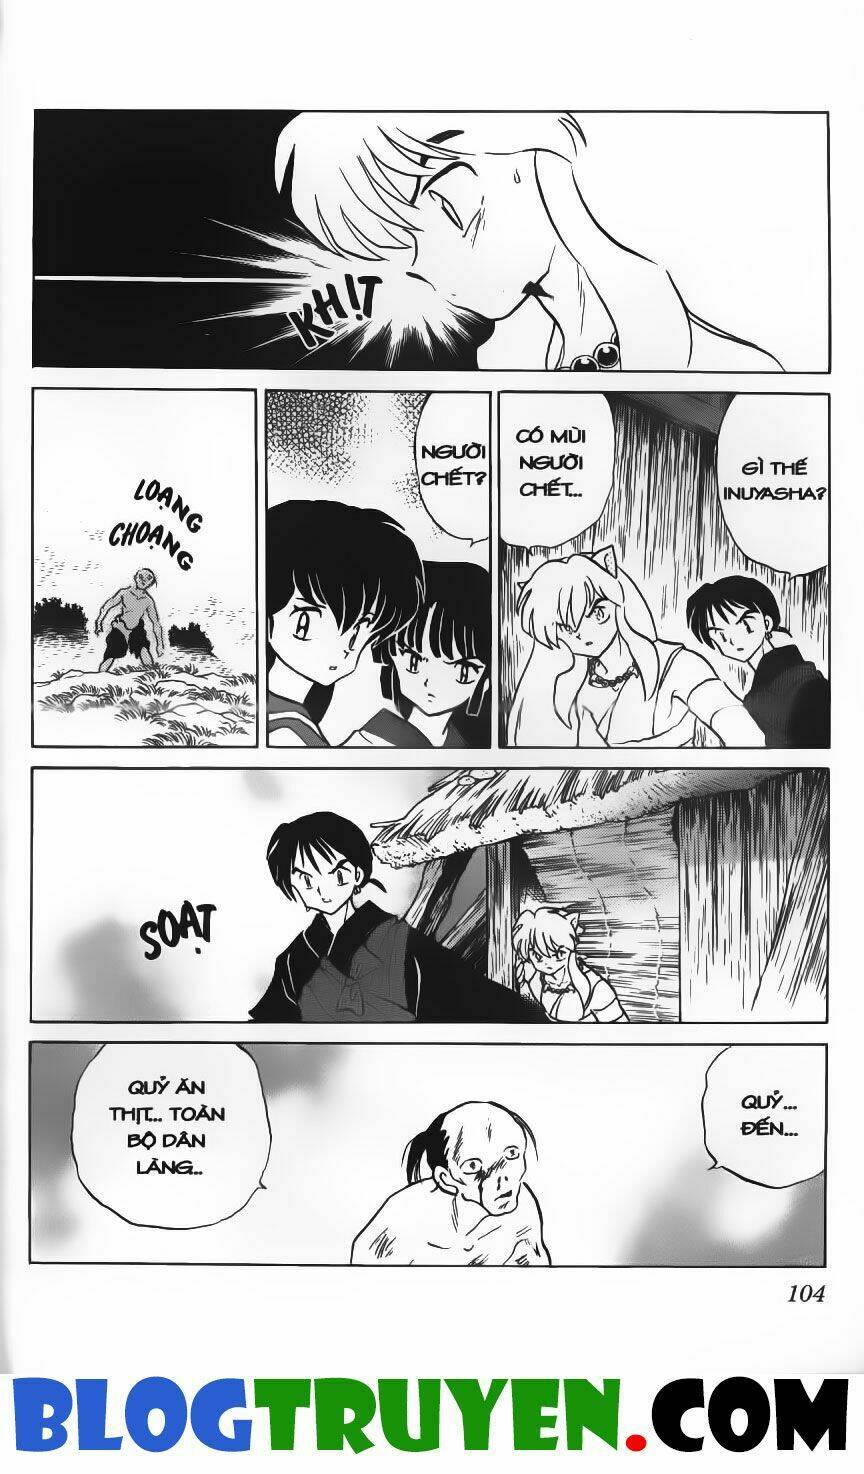 KHỊT
GÌ THẾ
INUYASHA?
CÓ MÙI
NGƯỜI
CHẾT...
NGƯỜI
CHẾT?
LOẠNG
CHOẠNG
SOẠT
QUỶ...
ĐẾN...
QUỶ ĂN
THỊT... TOÀN
BỘ DÂN
LÀNG...
104
BLOGTRUYEN.COM